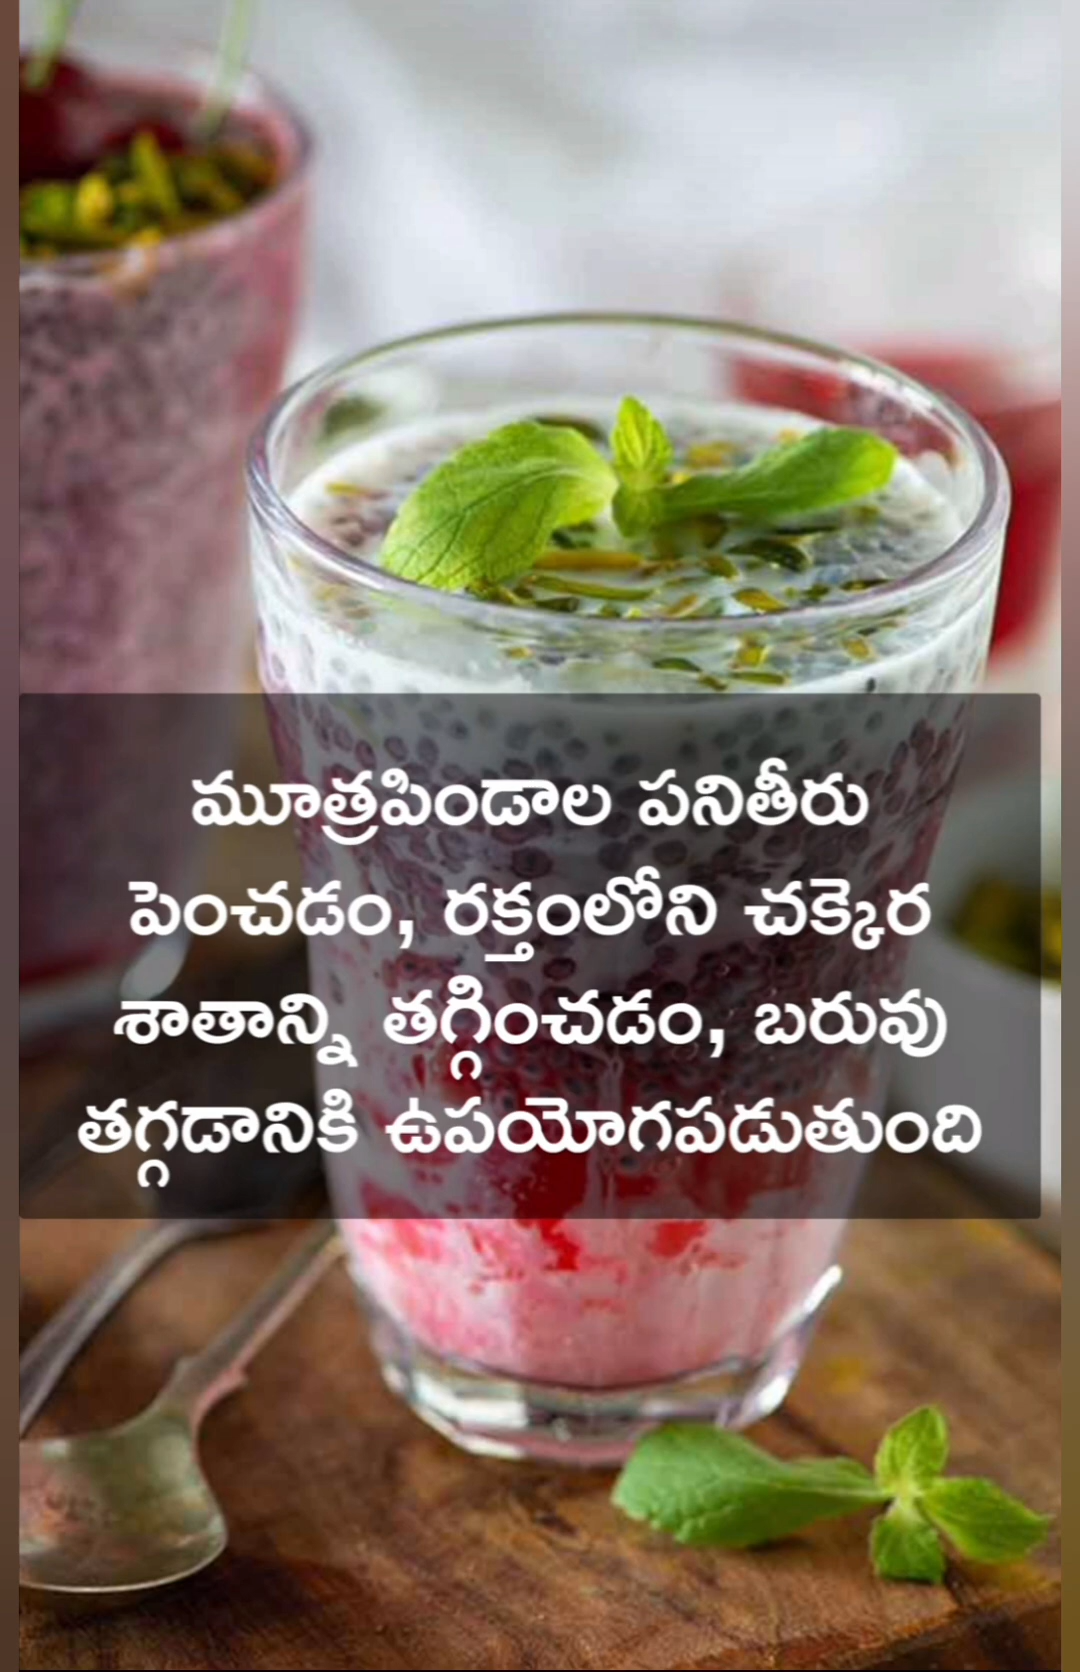 మూత్రపిండాల పనితీరు
పెంచడం, రక్తంలోని చక్కెర
శాతాన్ని తగ్గించడం, బరువు
తగ్గడానికి ఉపయోగపడుతుంది